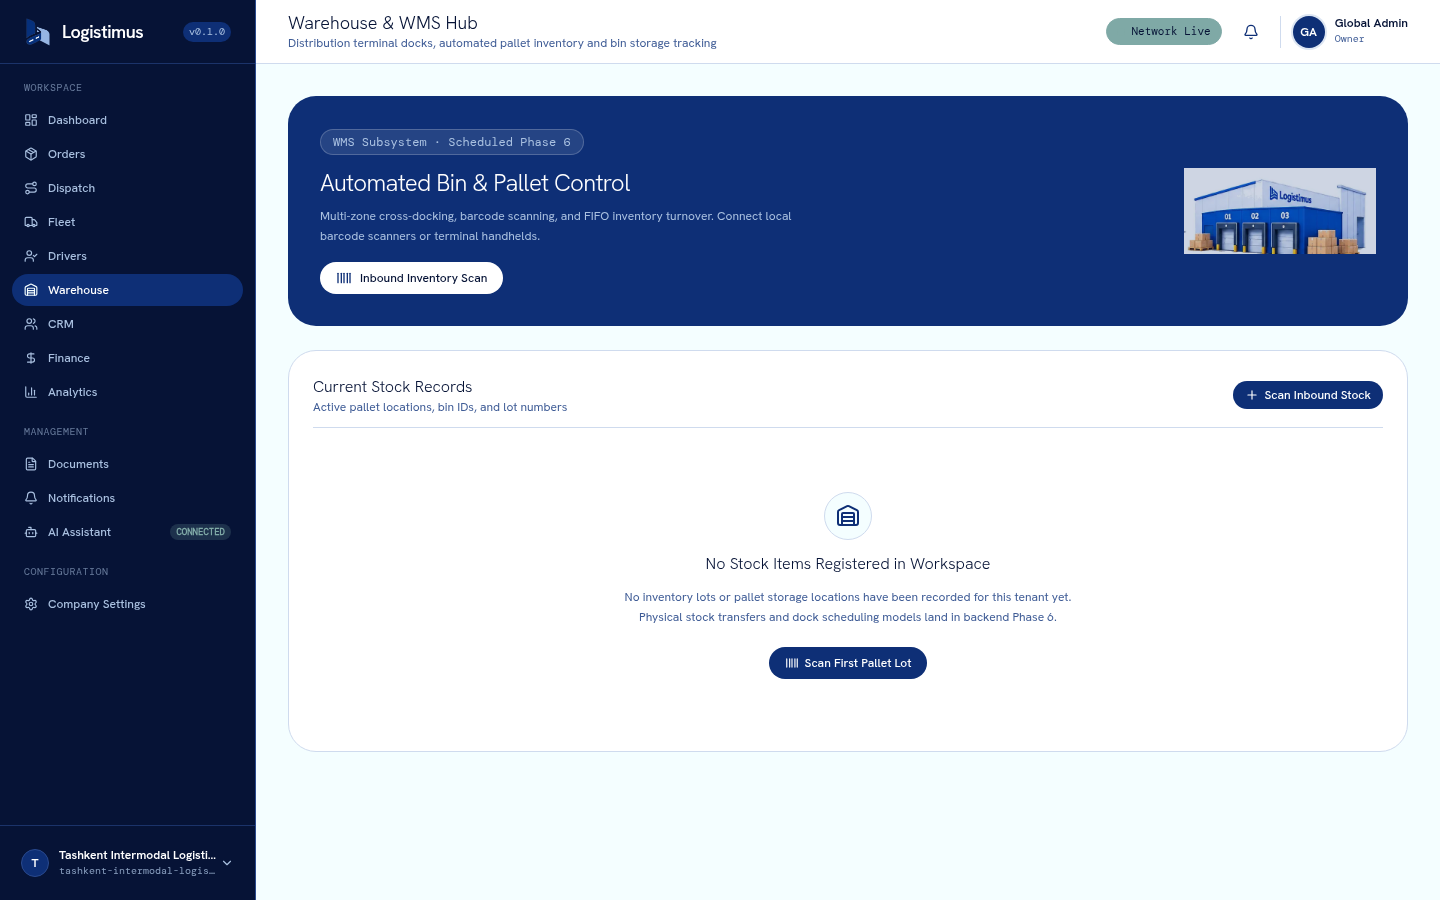 Logistimus
v0.1.0
WORKSPACE
Dashboard
Orders
Dispatch
Fleet
Drivers
Warehouse
CRM
Finance
Analytics
MANAGEMENT
Documents
Notifications
AI Assistant
CONNECTED
CONFIGURATION
Company Settings
T
Tashkent Intermodal Logisti...
tashkent-intermodal-logis...
Warehouse & WMS Hub
Distribution terminal docks, automated pallet inventory and bin storage tracking
Network Live
GA
Global Admin
Owner
WMS Subsystem · Scheduled Phase 6
Automated Bin & Pallet Control
Multi-zone cross-docking, barcode scanning, and FIFO inventory turnover. Connect local
barcode scanners or terminal handhelds.
Inbound Inventory Scan
Logistimus
01 02 03
Current Stock Records
Active pallet locations, bin IDs, and lot numbers
Scan Inbound Stock
No Stock Items Registered in Workspace
No inventory lots or pallet storage locations have been recorded for this tenant yet.
Physical stock transfers and dock scheduling models land in backend Phase 6.
Scan First Pallet Lot